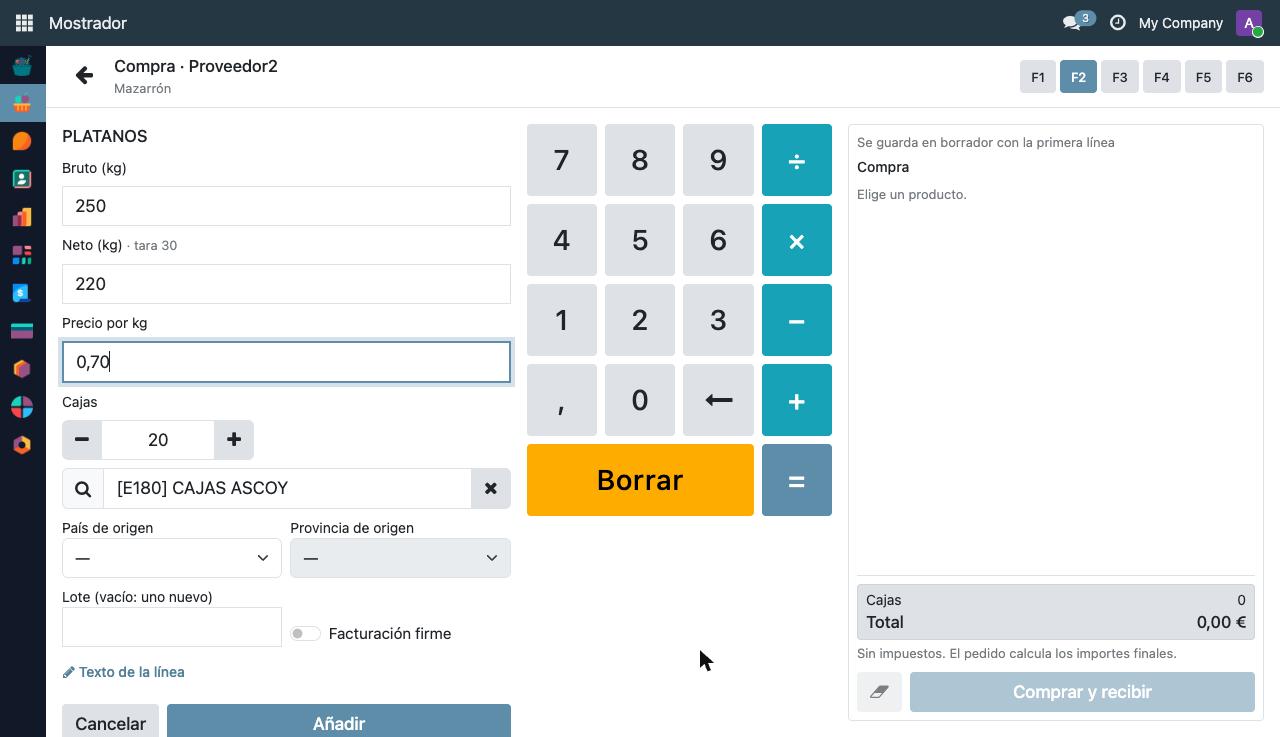 Mostrador
3
My Company
A
Compra · Proveedor2
Mazarrón
F1 F2 F3 F4 F5 F6
PLATANOS
Bruto (kg)
250
Neto (kg) · tara 30
220
Precio por kg
0,70
Cajas
− 20 +
[E180] CAJAS ASCOY
País de origen
—
Provincia de origen
—
Lote (vacío: uno nuevo)
Facturación firme
Texto de la línea
Cancelar
Añadir
7 8 9 ÷
4 5 6 ×
1 2 3 −
, 0 ← +
Borrar =
Se guarda en borrador con la primera línea
Compra
Elige un producto.
Cajas 0
Total 0,00 €
Sin impuestos. El pedido calcula los importes finales.
Comprar y recibir